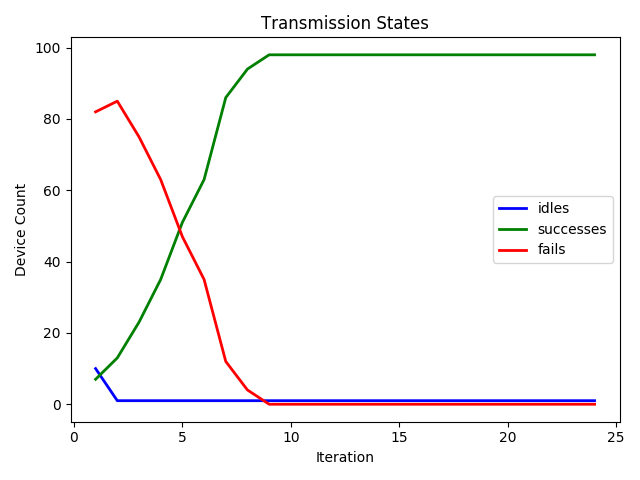 Transmission States
Device Count
100
80
60
40
20
0
idles
successes
fails
0 5 10 15 20 25
Iteration